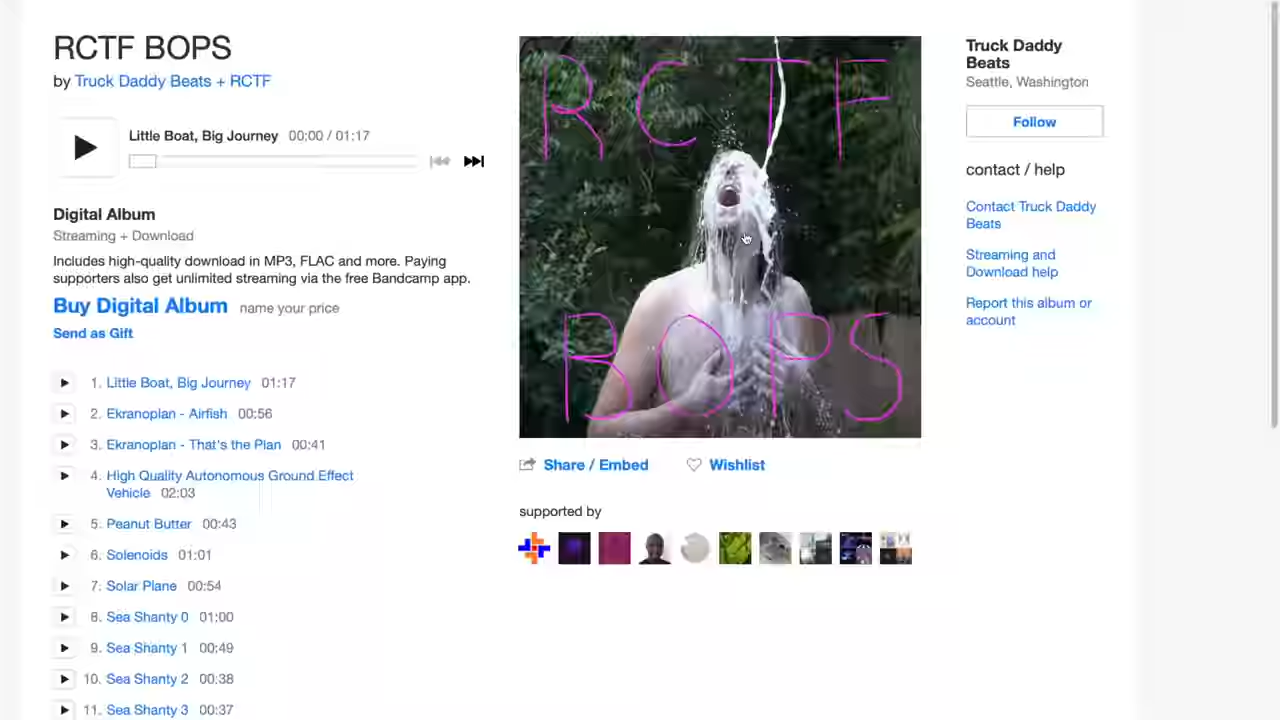 RCTF BOPS
by Truck Daddy Beats + RCTF
Little Boat, Big Journey 00:00 / 01:17
Digital Album
Streaming + Download
Includes high-quality download in MP3, FLAC and more. Paying
supporters also get unlimited streaming via the free Bandcamp app.
Buy Digital Album name your price
Send as Gift
1. Little Boat, Big Journey 01:17
2. Ekranoplan - Airfish 00:56
3. Ekranoplan - That's the Plan 00:41
4. High Quality Autonomous Ground Effect
Vehicle 02:03
5. Peanut Butter 00:43
6. Solenoids 01:01
7. Solar Plane 00:54
8. Sea Shanty 0 01:00
9. Sea Shanty 1 00:49
10. Sea Shanty 2 00:38
11. Sea Shanty 3 00:37
RCTF
BOPS
Share / Embed
Wishlist
supported by
Truck Daddy
Beats
Seattle, Washington
Follow
contact / help
Contact Truck Daddy
Beats
Streaming and
Download help
Report this album or
account